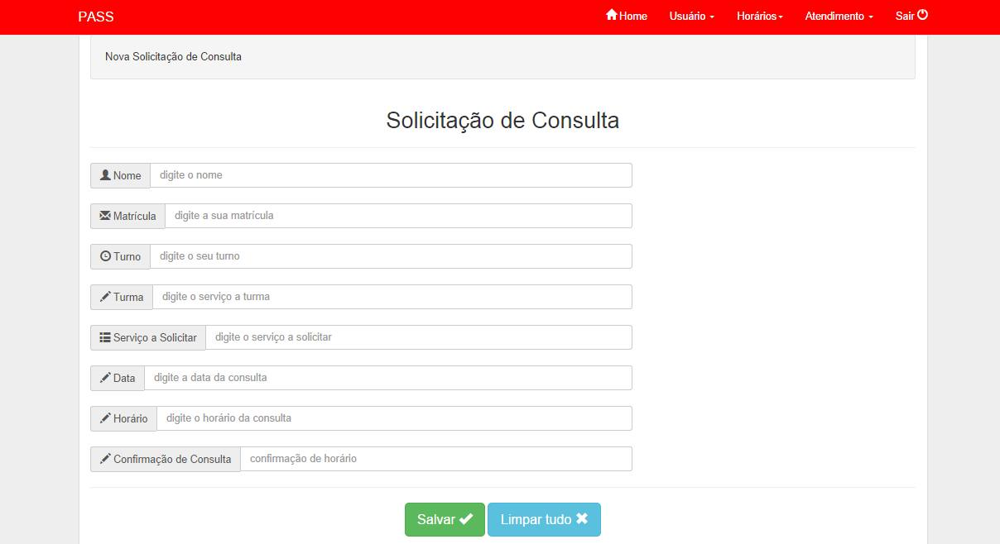 PASS Home Usuário Horários Atendimento Sair
Nova Solicitação de Consulta
Solicitação de Consulta
Nome digite o nome
Matrícula digite a sua matrícula
Turno digite o seu turno
Turma digite o serviço a turma
Serviço a Solicitar digite o serviço a solicitar
Data digite a data da consulta
Horário digite o horário da consulta
Confirmação de Consulta confirmação de horário
Salvar Limpar tudo